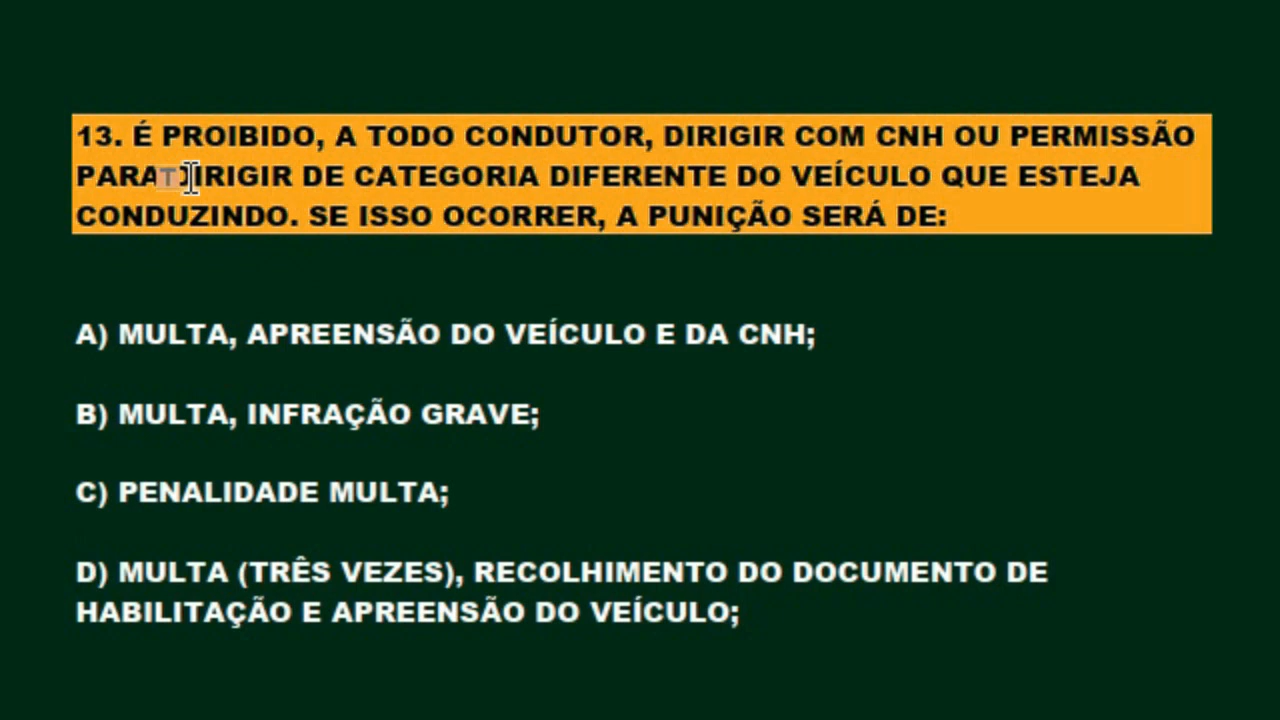 13. É PROIBIDO, A TODO CONDUTOR, DIRIGIR COM CNH OU PERMISSÃO
PARA DIRIGIR DE CATEGORIA DIFERENTE DO VEÍCULO QUE ESTEJA
CONDUZINDO. SE ISSO OCORRER, A PUNIÇÃO SERÁ DE:
A) MULTA, APREENSÃO DO VEÍCULO E DA CNH;
B) MULTA, INFRAÇÃO GRAVE;
C) PENALIDADE MULTA;
D) MULTA (TRÊS VEZES), RECOLHIMENTO DO DOCUMENTO DE
HABILITAÇÃO E APREENSÃO DO VEÍCULO;